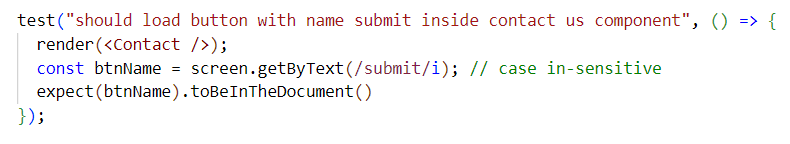 test("should load button with name submit inside contact us component", () => {
  render(<Contact />);
  const btnName = screen.getByText(/submit/i); // case in-sensitive
  expect(btnName).toBeInTheDocument()
});